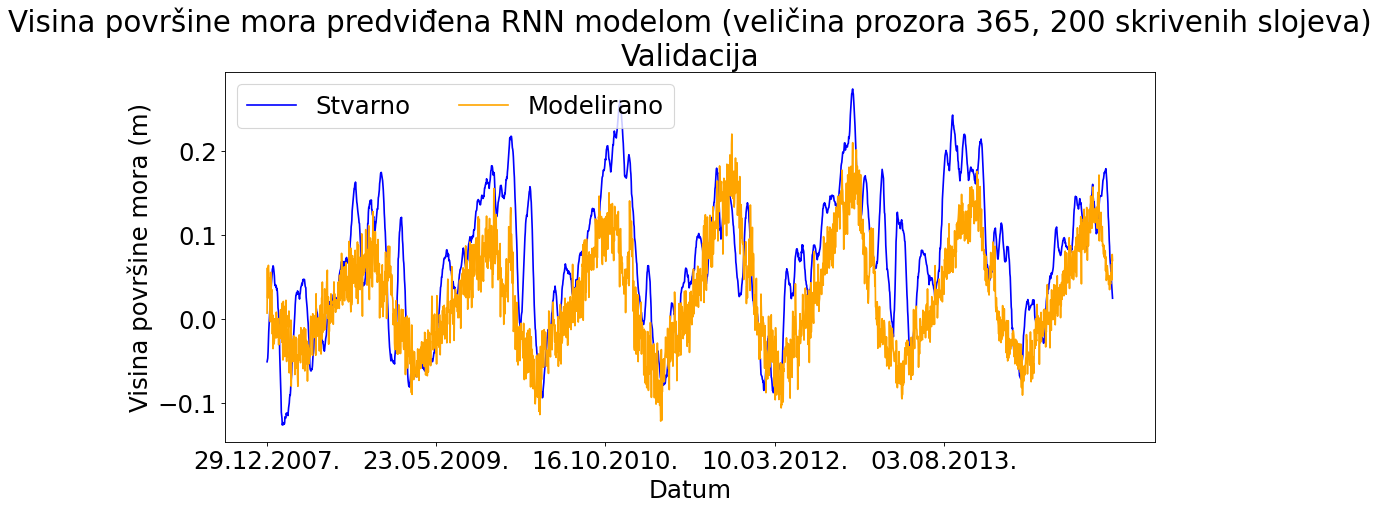 Visina površine mora predviđena RNN modelom (veličina prozora 365, 200 skrivenih slojeva)
Validacija
Stvarno Modelirano
Visina površine mora (m)
0.2
0.1
0.0
−0.1
29.12.2007. 23.05.2009. 16.10.2010. 10.03.2012. 03.08.2013.
Datum